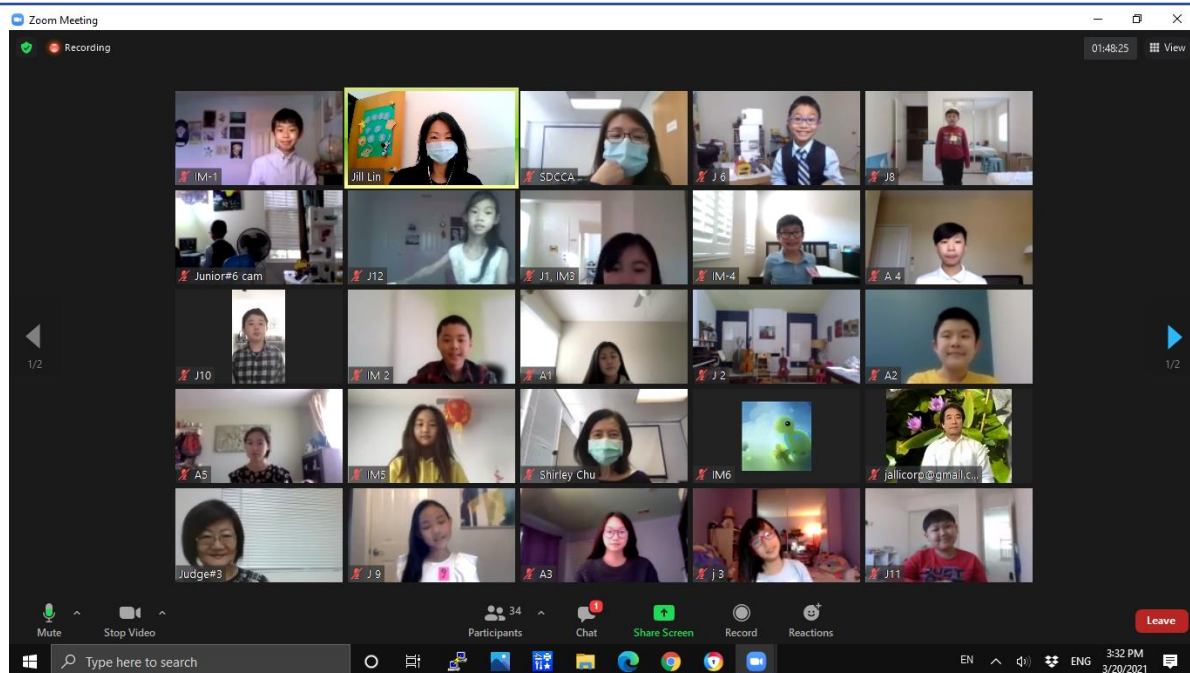 Zoom Meeting
Recording
01:48:25 View
IM-1
Jill Lin
SDCCA
J 6
J8
Junior#6 cam
J12
J1, IM3
IM-4
A 4
J10
IM 2
A1
J 2
A2
A5
IM5
Shirley Chu
IM6
jallicorp@gmail.c...
Judge#3
J 9
9
A3
j 3
J11
1/2
1/2
Mute
Stop Video
34
Participants
1
Chat
Share Screen
Record
Reactions
Leave
Type here to search
EN
ENG
3:32 PM
3/20/2021